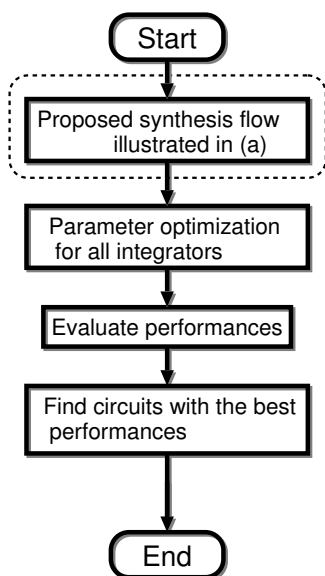 Start
Proposed synthesis flow
illustrated in (a)
Parameter optimization
for all integrators
Evaluate performances
Find circuits with the best
performances
End